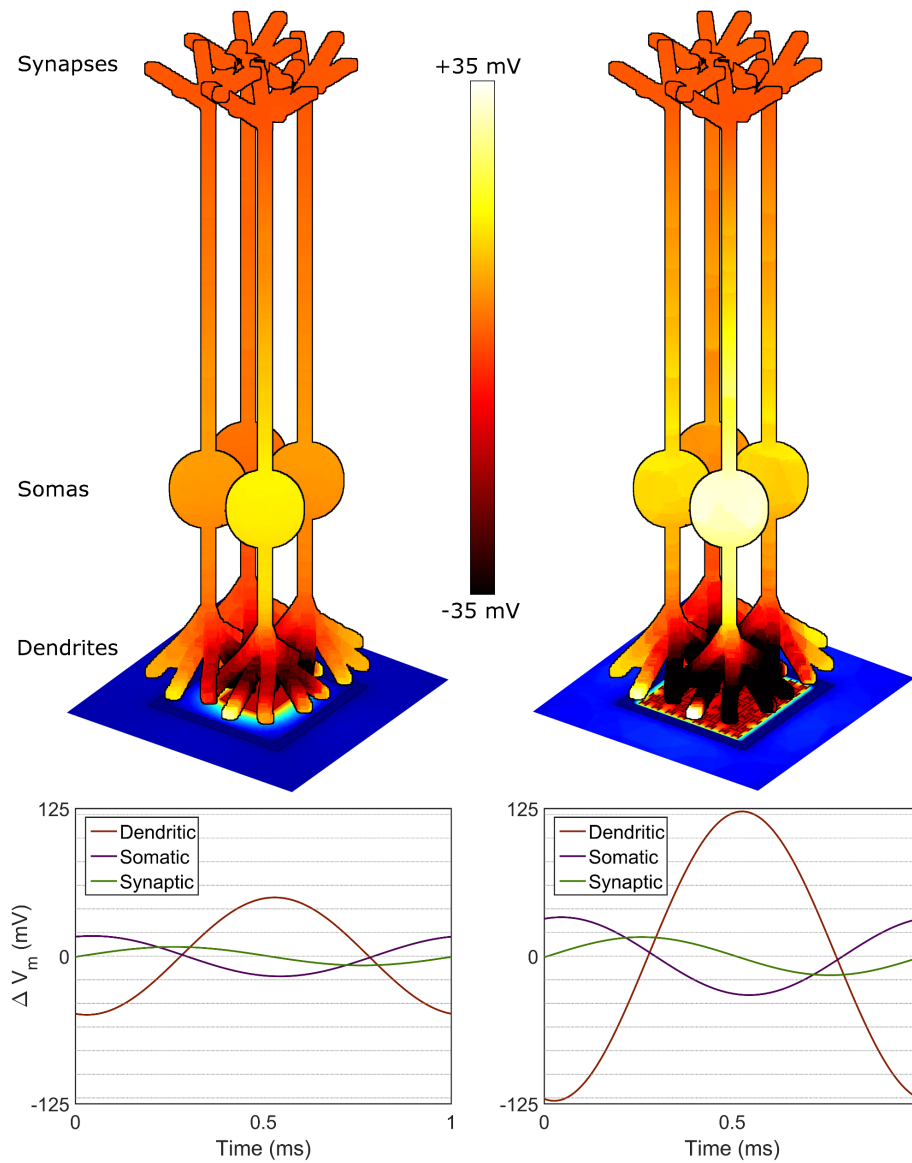 Synapses
+35 mV
Somas
-35 mV
Dendrites
125
Dendritic
Somatic
Synaptic
0
-125
Δ Vm (mV)
0
0.5
1
Time (ms)
125
Dendritic
Somatic
Synaptic
0
-125
0
0.5
Time (ms)